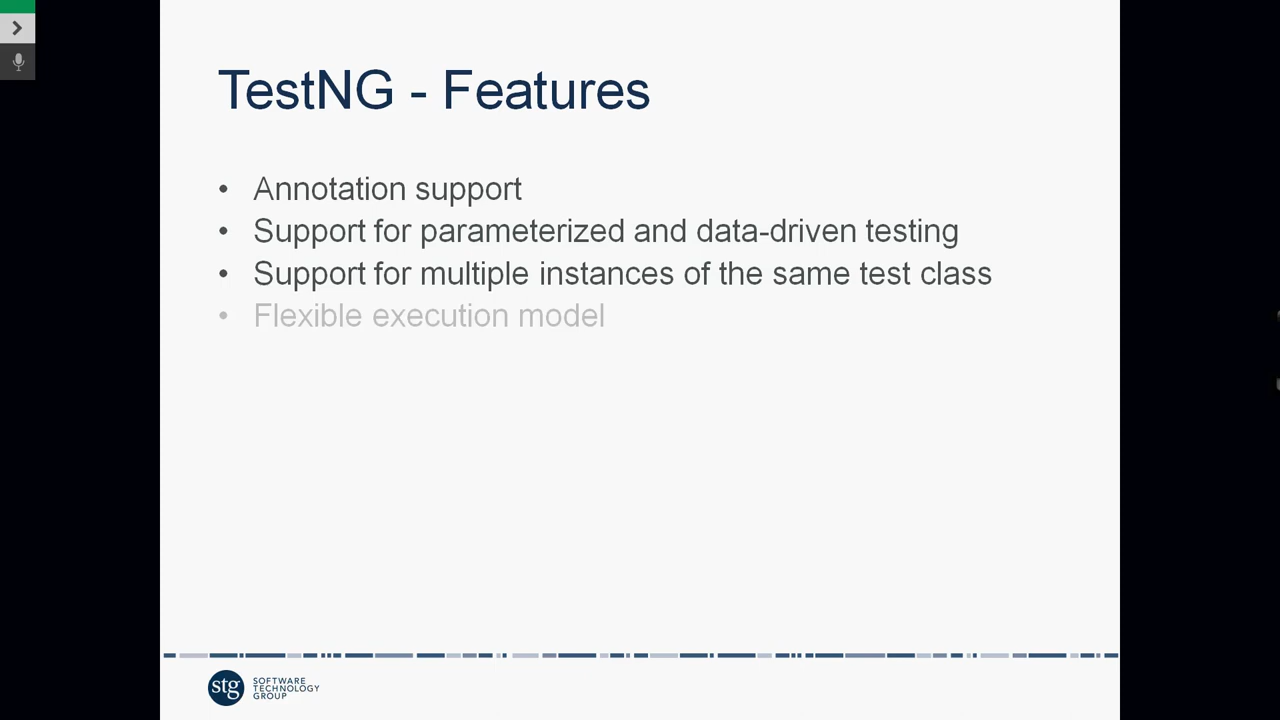 TestNG - Features
• Annotation support
• Support for parameterized and data-driven testing
• Support for multiple instances of the same test class
• Flexible execution model
stg
SOFTWARE
TECHNOLOGY
GROUP